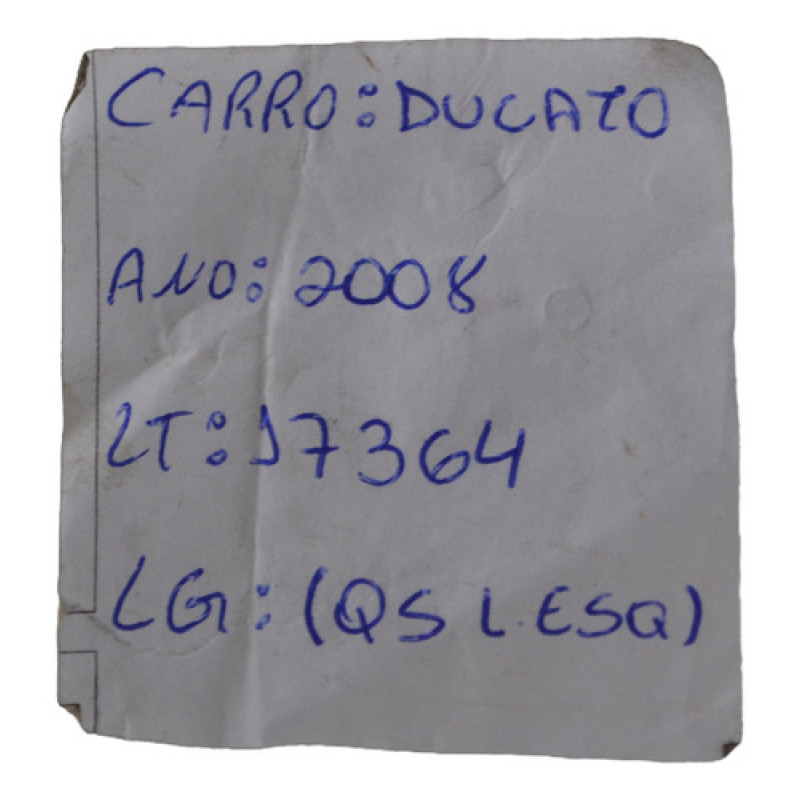 CARRO: DUCATO
ANO: 2008
LT: 17364
LG: (QS L.ESQ)